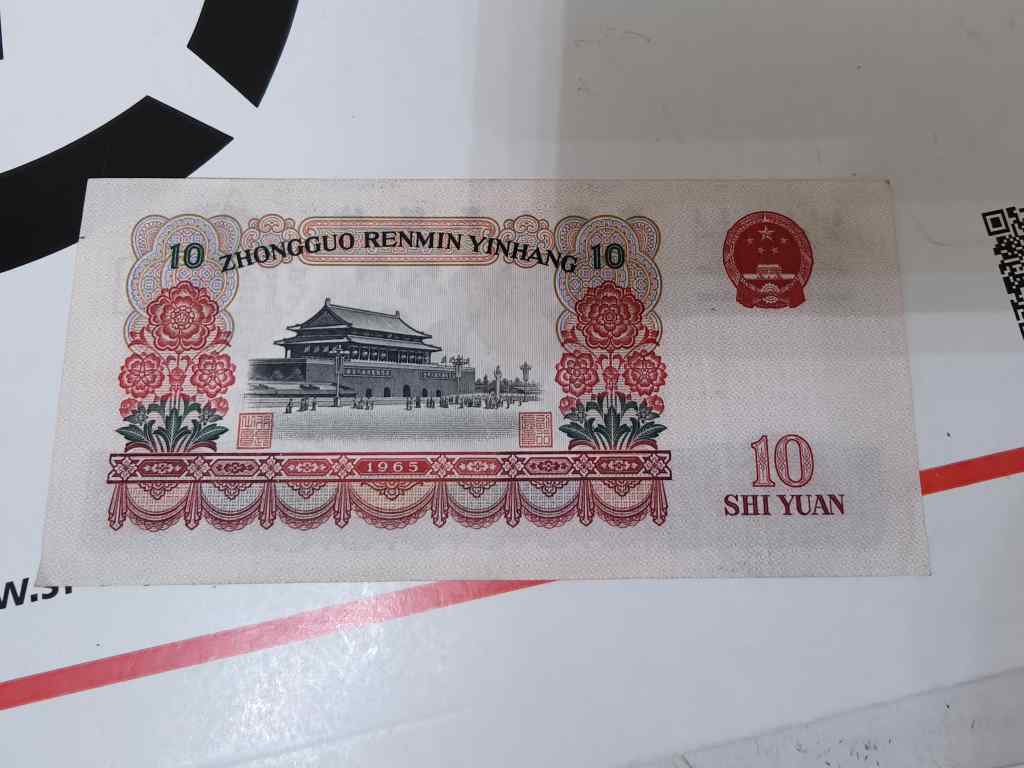 10 ZHONGGUO RENMIN YINHANG 10
1965
10
SHI YUAN